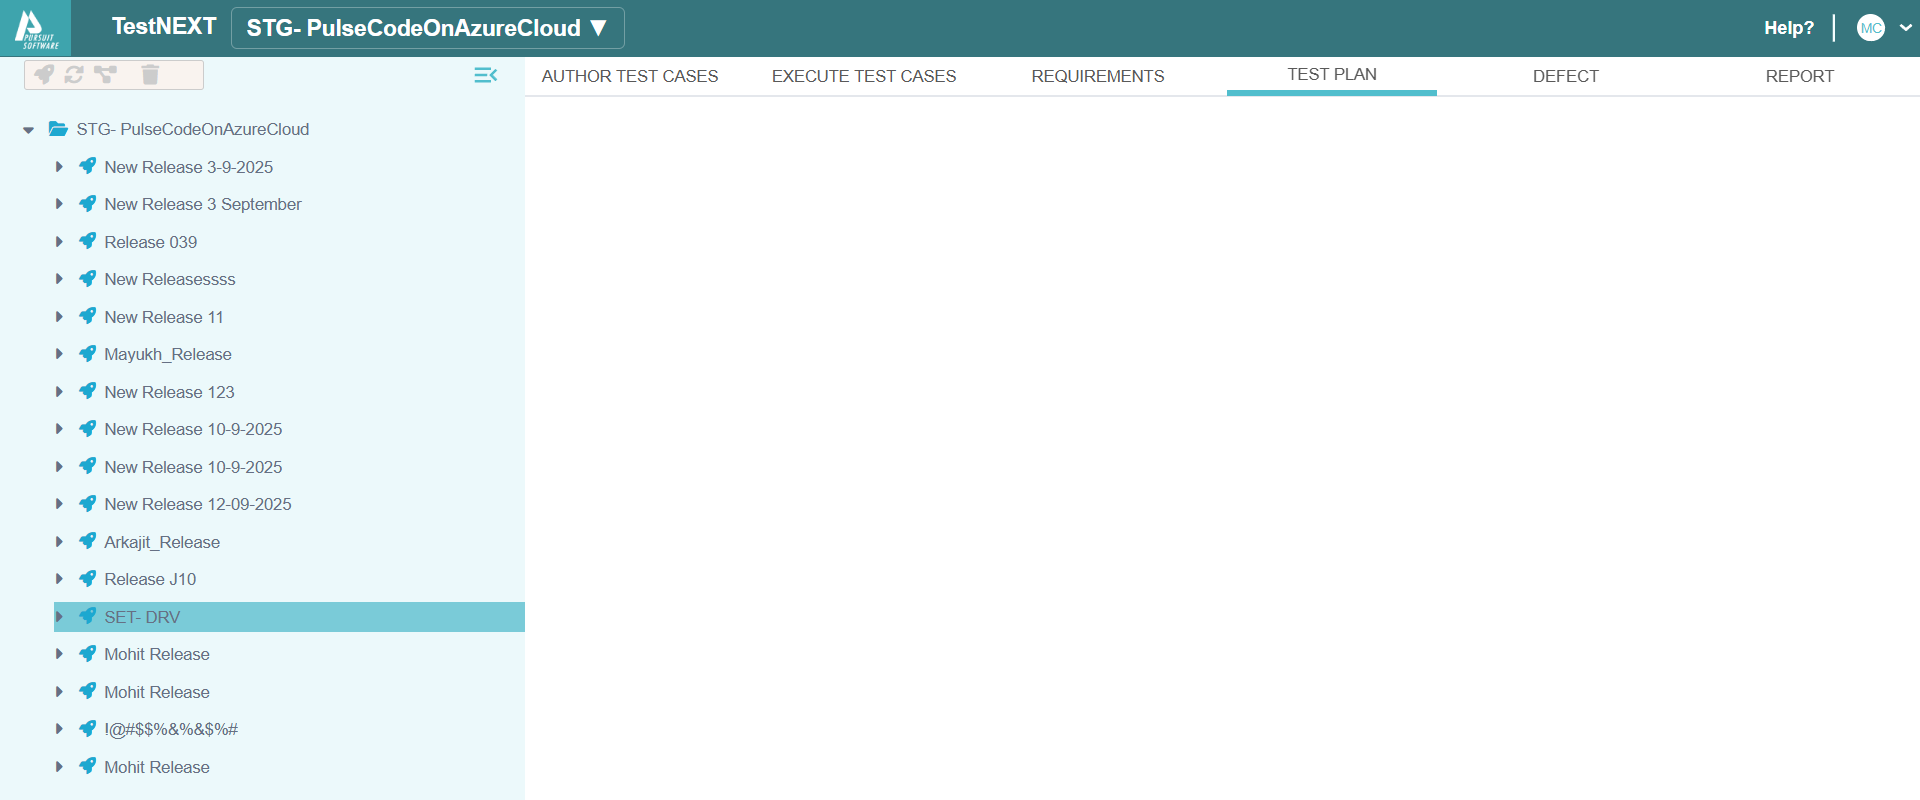 PURSUIT
SOFTWARE
TestNEXT
STG- PulseCodeOnAzureCloud ▼
Help?
MC
AUTHOR TEST CASES
EXECUTE TEST CASES
REQUIREMENTS
TEST PLAN
DEFECT
REPORT
STG- PulseCodeOnAzureCloud
New Release 3-9-2025
New Release 3 September
Release 039
New Releasessss
New Release 11
Mayukh_Release
New Release 123
New Release 10-9-2025
New Release 10-9-2025
New Release 12-09-2025
Arkajit_Release
Release J10
SET- DRV
Mohit Release
Mohit Release
!@#$$%&%&$%#
Mohit Release